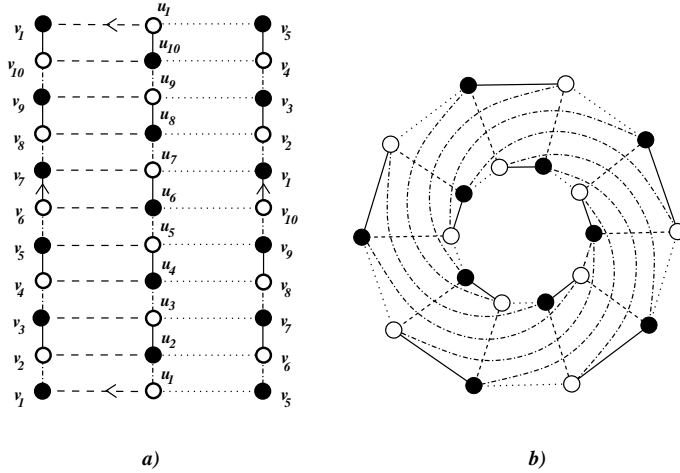 v1 u1 v5
v10 u10 v4
v9 u9 v3
v8 u8 v2
v7 u7 v1
v6 u6 v10
v5 u5 v9
v4 u4 v8
v3 u3 v7
v2 u2 v6
v1 u1 v5
a) b)